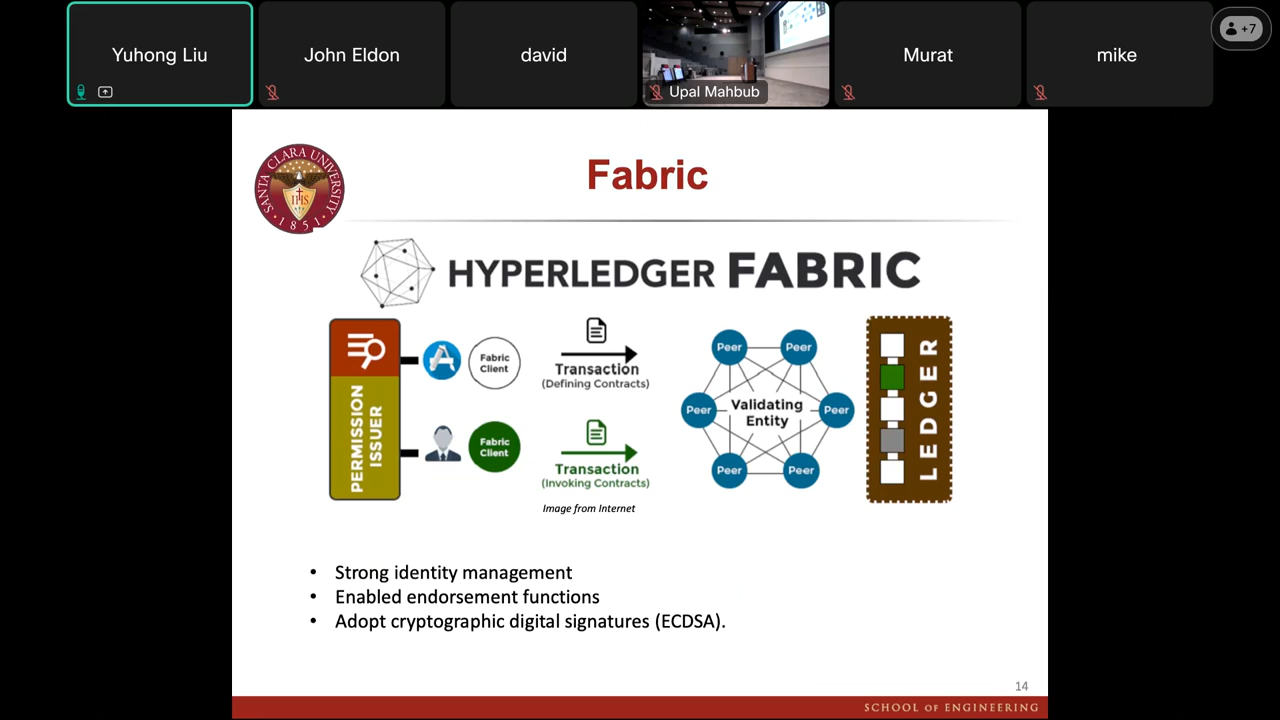 Yuhong Liu
John Eldon
david
Upal Mahbub
Murat
mike
+7
SANTA CLARA UNIVERSITY
1851
Fabric
HYPERLEDGER FABRIC
PERMISSION ISSUER
Fabric Client
Transaction
(Defining Contracts)
Fabric Client
Transaction
(Invoking Contracts)
Image from Internet
Peer
Peer
Peer
Validating Entity
Peer
Peer
Peer
LEDGER
• Strong identity management
• Enabled endorsement functions
• Adopt cryptographic digital signatures (ECDSA).
14
SCHOOL OF ENGINEERING